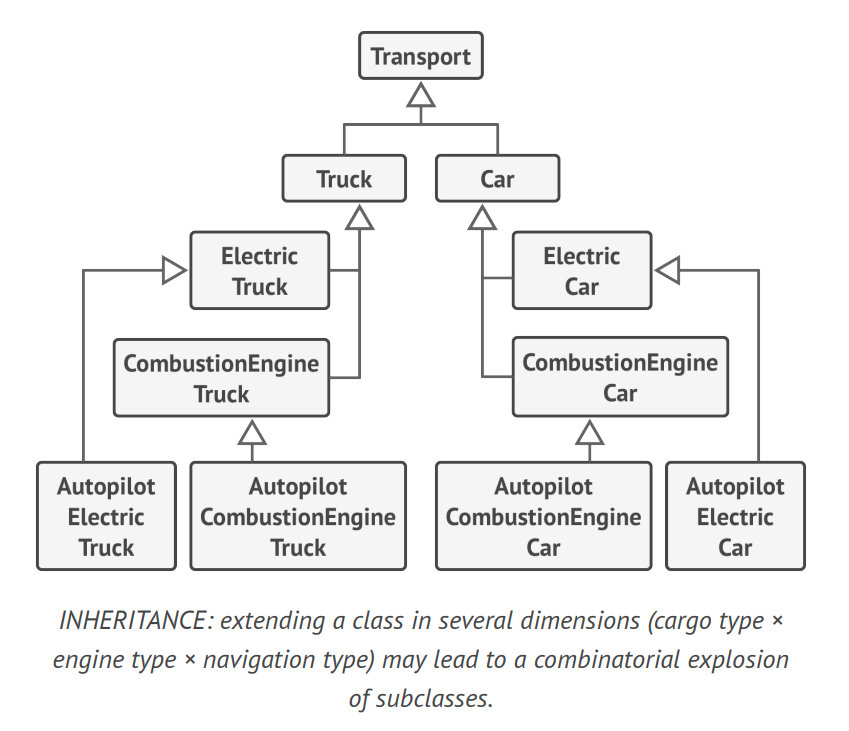 Transport
Truck
Car
Electric
Truck
Electric
Car
CombustionEngine
Truck
CombustionEngine
Car
Autopilot
Electric
Truck
Autopilot
CombustionEngine
Truck
Autopilot
CombustionEngine
Car
Autopilot
Electric
Car
INHERITANCE: extending a class in several dimensions (cargo type ×
engine type × navigation type) may lead to a combinatorial explosion
of subclasses.